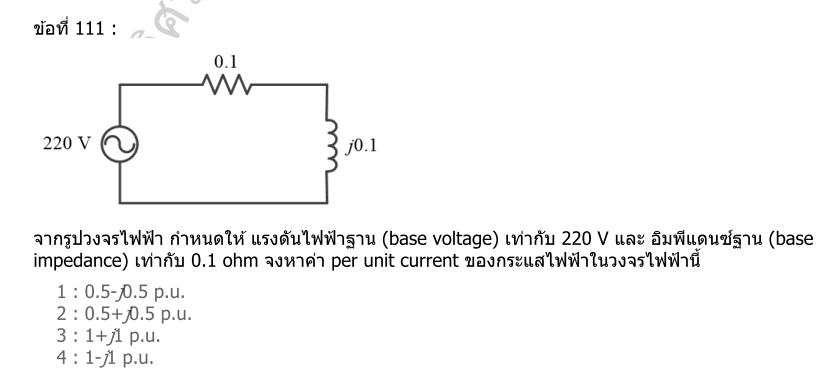 ข้อที่ 111 :
0.1
220 V
j0.1
จากรูปวงจรไฟฟ้า กำหนดให้ แรงดันไฟฟ้าฐาน (base voltage) เท่ากับ 220 V และ อิมพีแดนซ์ฐาน (base
impedance) เท่ากับ 0.1 ohm จงหาค่า per unit current ของกระแสไฟฟ้าในวงจรไฟฟ้านี้
1 : 0.5-j0.5 p.u.
2 : 0.5+j0.5 p.u.
3 : 1+j1 p.u.
4 : 1-j1 p.u.